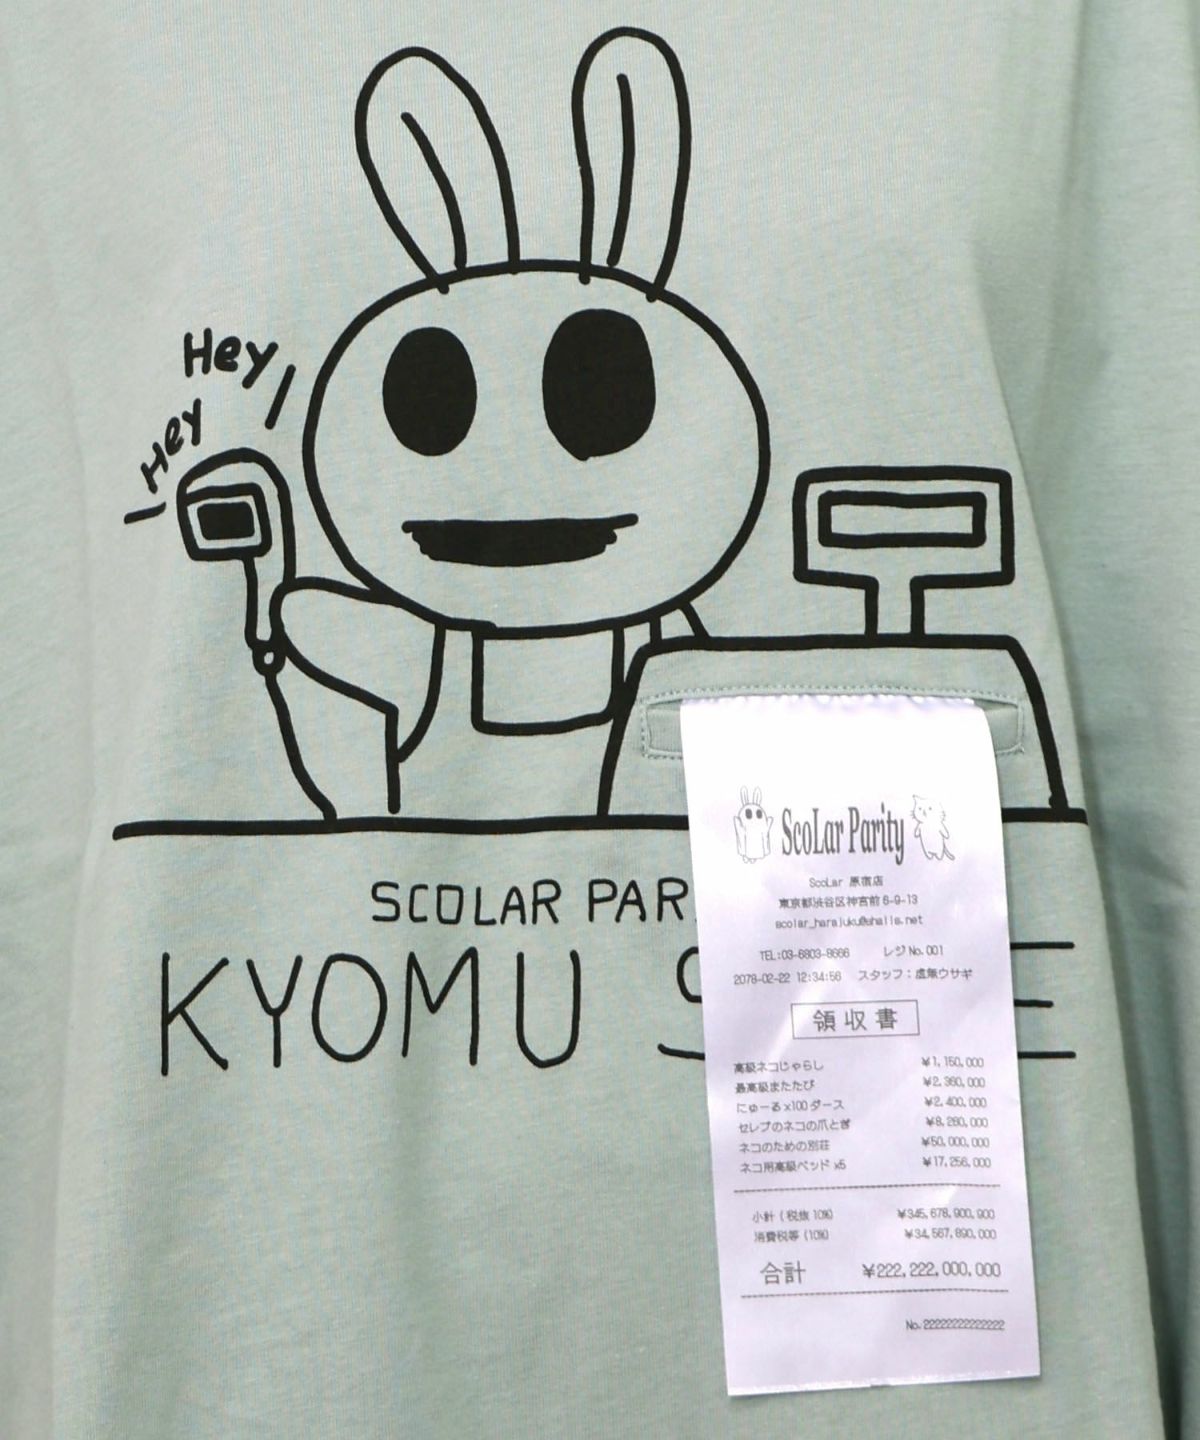 Hey
Hey
SCOLAR PAR
KYOMU S E
ScoLar Parity
ScoLar 原宿店
東京都渋谷区神宮前 6-9-13
scolar_harajuku@shalls.net
TEL:03-6803-8666 レジNo.001
2078-02-22 12:34:56 スタッフ：虚無ウサギ
領収書
高級ネコじゃらし ¥1,150,000
最高級またたび ¥2,360,000
にゅーる x100ダース ¥2,400,000
セレブのネコの爪とぎ ¥8,280,000
ネコのための別荘 ¥50,000,000
ネコ用高級ベッド x5 ¥17,256,000
小計（税抜10%） ¥345,678,900,900
消費税等（10%） ¥34,567,890,000
合計 ¥222,222,000,000
No.22222222222222